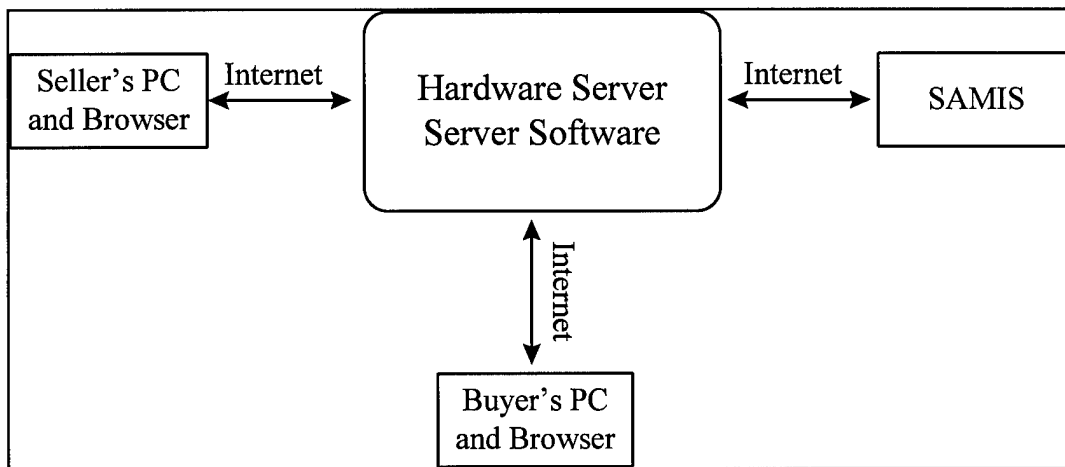 Seller's PC
and Browser
Internet
Hardware Server
Server Software
Internet
SAMIS
Internet
Buyer's PC
and Browser